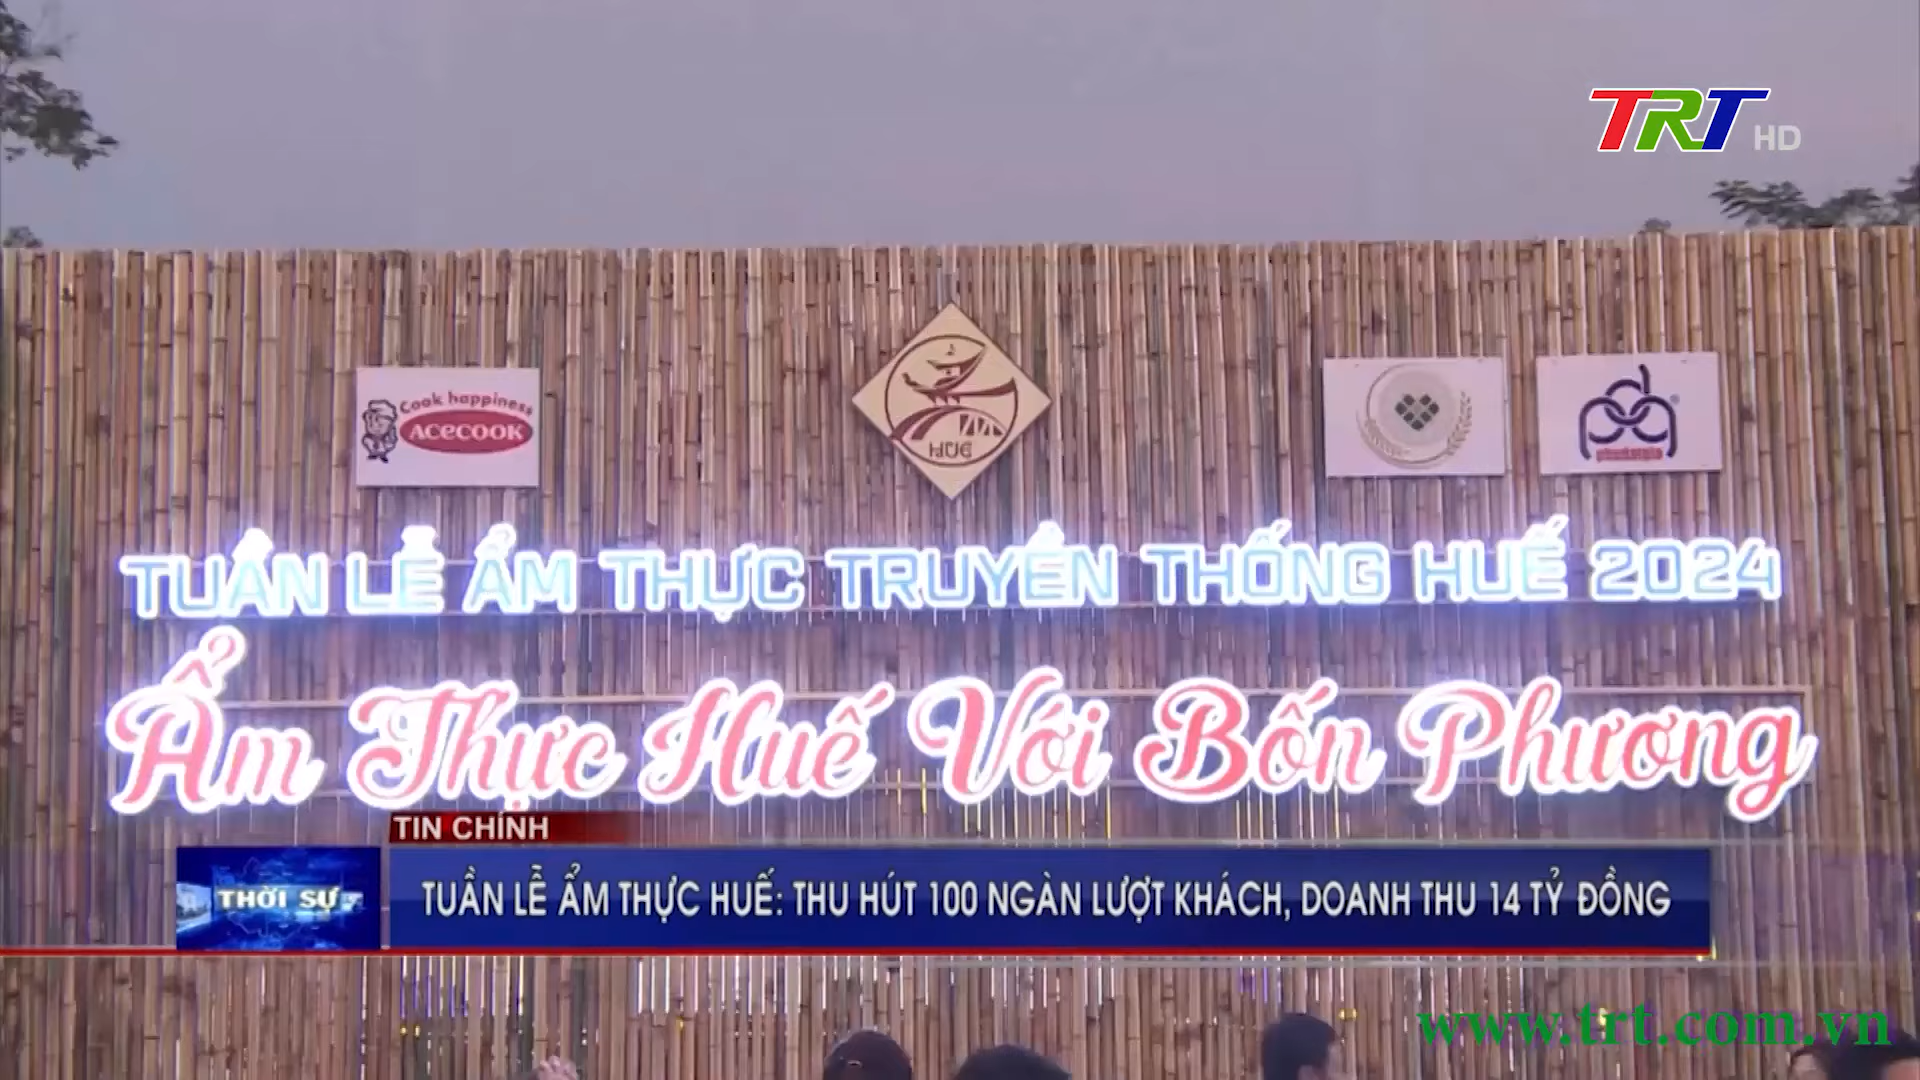 TRT HD
Cook happiness
ACECOOK
HUẾ
phudatgia
TUẦN LỄ ẨM THỰC TRUYỀN THỐNG HUẾ 2024
Ẩm Thực Huế Với Bốn Phương
TIN CHÍNH
THỜI SỰ
TUẦN LỄ ẨM THỰC HUẾ: THU HÚT 100 NGÀN LƯỢT KHÁCH, DOANH THU 14 TỶ ĐỒNG
www.trt.com.vn